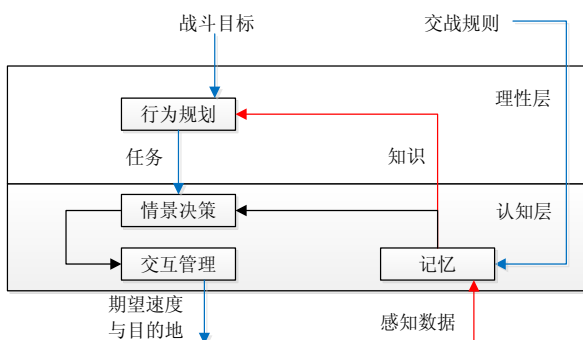 战斗目标
交战规则
理性层
行为规划
任务
知识
情景决策
认知层
交互管理
记忆
期望速度
与目的地
感知数据